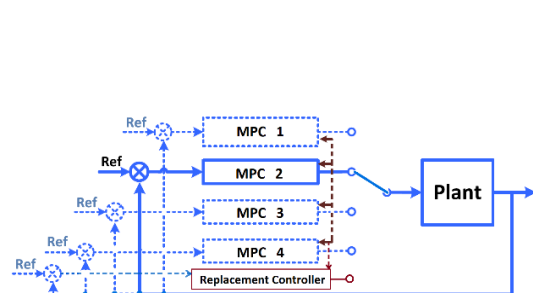 Ref
MPC 1
Ref
MPC 2
Plant
Ref
MPC 3
Ref
MPC 4
Ref
Replacement Controller